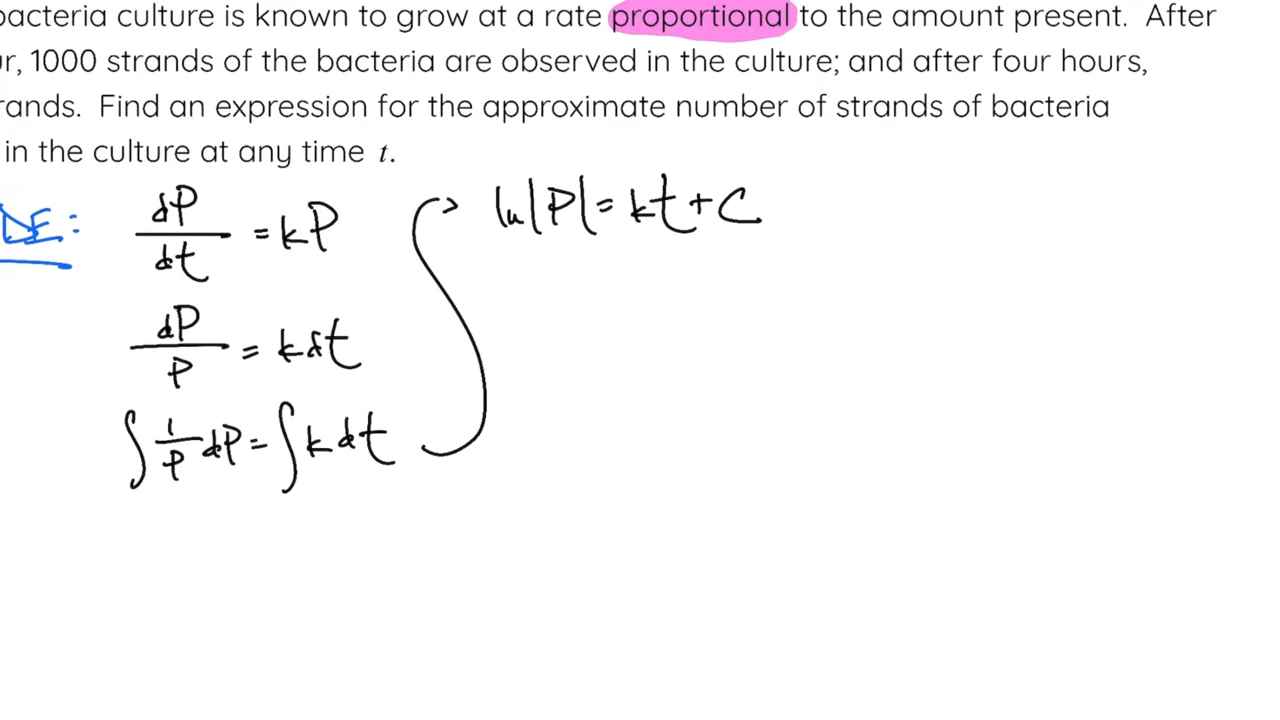 bacteria culture is known to grow at a rate proportional to the amount present. After
r, 1000 strands of the bacteria are observed in the culture; and after four hours,
rands. Find an expression for the approximate number of strands of bacteria
in the culture at any time t.
DE:
dP/dt = kP
dP/P = k dt
∫ 1/P dP = ∫ k dt
ln|P| = kt + C